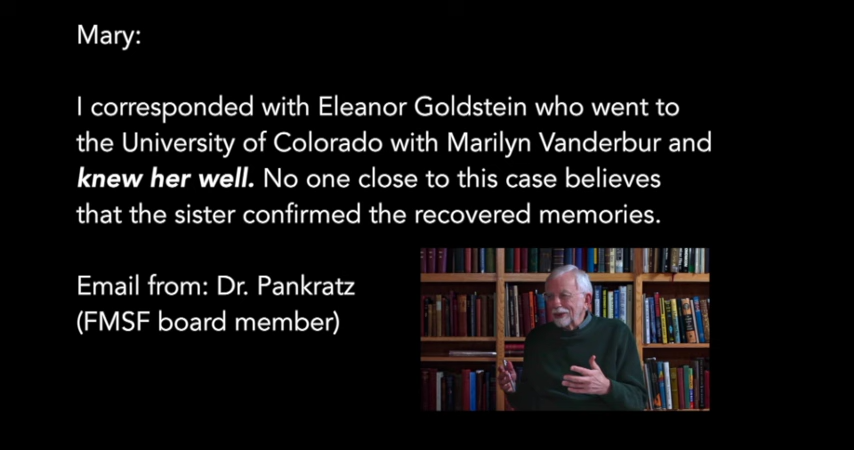 Mary:
I corresponded with Eleanor Goldstein who went to
the University of Colorado with Marilyn Vanderbur and
knew her well. No one close to this case believes
that the sister confirmed the recovered memories.
Email from: Dr. Pankratz
(FMSF board member)